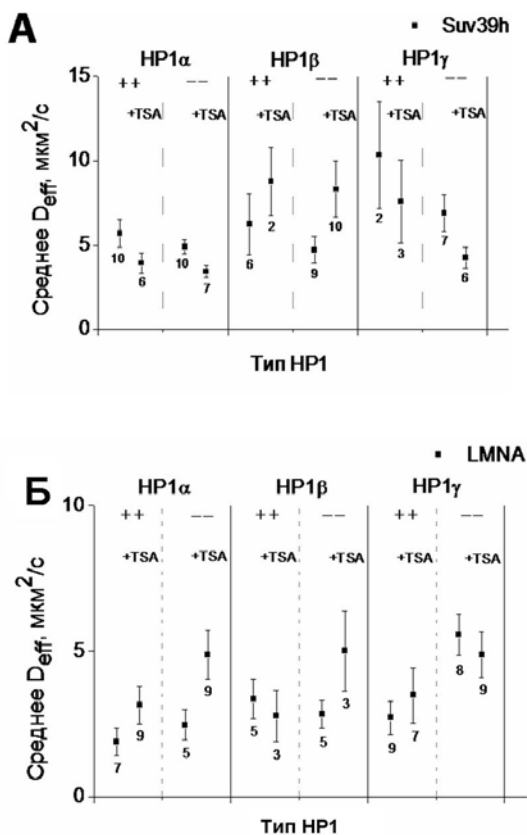 А
Suv39h
HP1α HP1β HP1γ
++ −− ++ −− ++ −−
+TSA +TSA +TSA +TSA +TSA +TSA
15
10
5
0
Среднее Deff, мкм²/с
10 6 10 7 6 2 9 10 2 3 7 6
Тип HP1
Б
LMNA
HP1α HP1β HP1γ
++ −− ++ −− ++ −−
+TSA +TSA +TSA +TSA +TSA +TSA
10
5
0
Среднее Deff, мкм²/с
7 9 5 9 5 3 5 3 9 7 8 9
Тип HP1